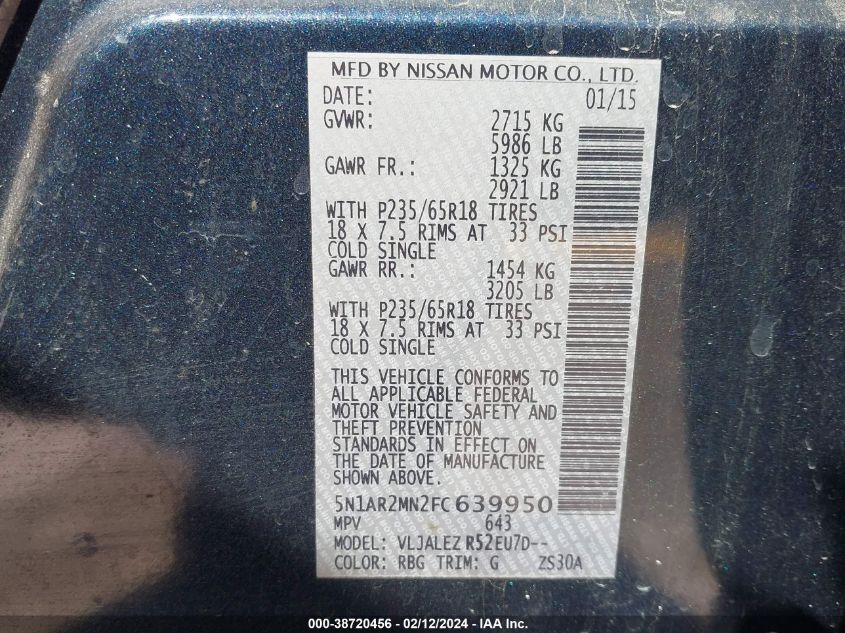 MFD BY NISSAN MOTOR CO., LTD.
DATE: 01/15
GVWR: 2715 KG
5986 LB
GAWR FR.: 1325 KG
2921 LB
WITH P235/65R18 TIRES
18 X 7.5 RIMS AT 33 PSI
COLD SINGLE
GAWR RR.: 1454 KG
3205 LB
WITH P235/65R18 TIRES
18 X 7.5 RIMS AT 33 PSI
COLD SINGLE
THIS VEHICLE CONFORMS TO
ALL APPLICABLE FEDERAL
MOTOR VEHICLE SAFETY AND
THEFT PREVENTION
STANDARDS IN EFFECT ON
THE DATE OF MANUFACTURE
SHOWN ABOVE.
5N1AR2MN2FC639950
MPV 643
MODEL: VLJALEZ R52EU7D--
COLOR: RBG TRIM: G ZS30A
000-38720456 - 02/12/2024 - IAA Inc.